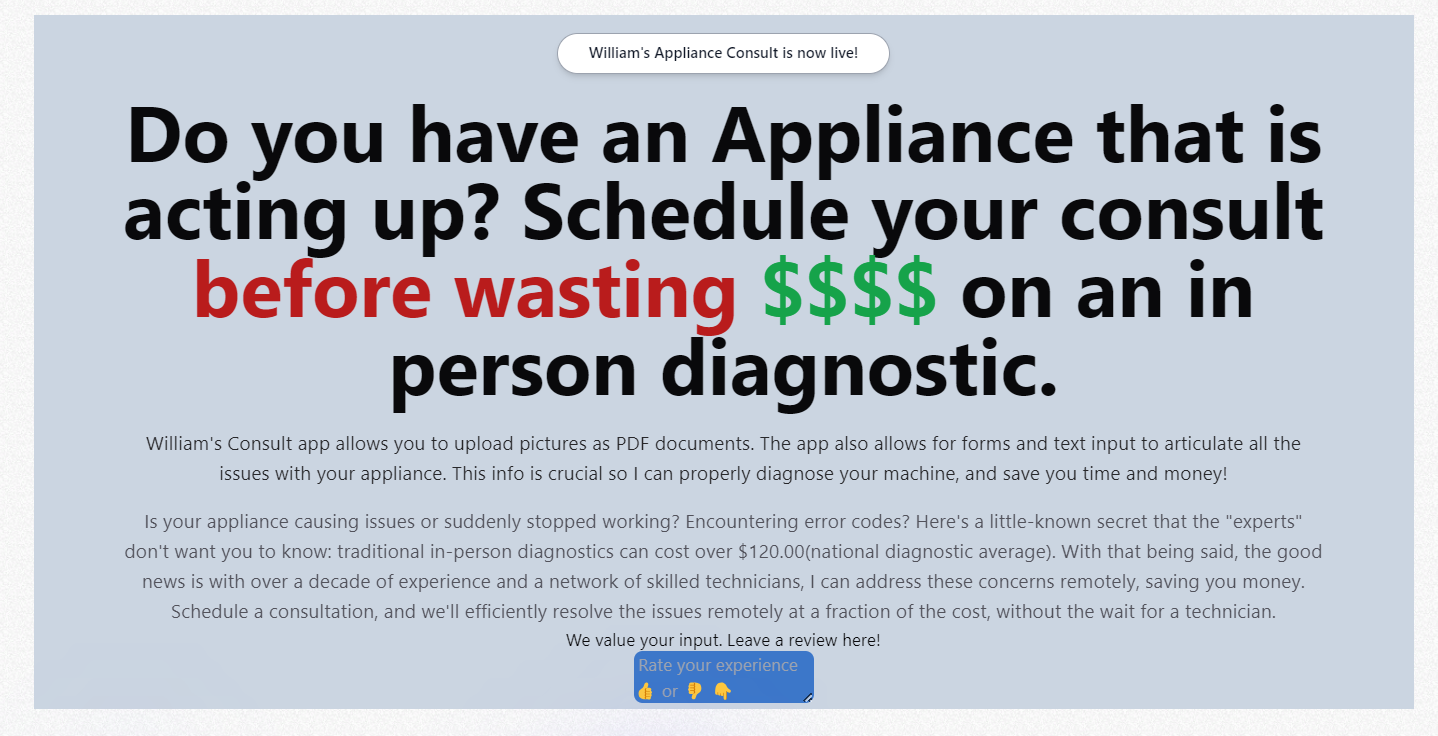 William's Appliance Consult is now live!
Do you have an Appliance that is
acting up? Schedule your consult
before wasting $$$$ on an in
person diagnostic.
William's Consult app allows you to upload pictures as PDF documents. The app also allows for forms and text input to articulate all the
issues with your appliance. This info is crucial so I can properly diagnose your machine, and save you time and money!
Is your appliance causing issues or suddenly stopped working? Encountering error codes? Here's a little-known secret that the "experts"
don't want you to know: traditional in-person diagnostics can cost over $120.00(national diagnostic average). With that being said, the good
news is with over a decade of experience and a network of skilled technicians, I can address these concerns remotely, saving you money.
Schedule a consultation, and we'll efficiently resolve the issues remotely at a fraction of the cost, without the wait for a technician.
We value your input. Leave a review here!
Rate your experience
👍 or 👎 👇